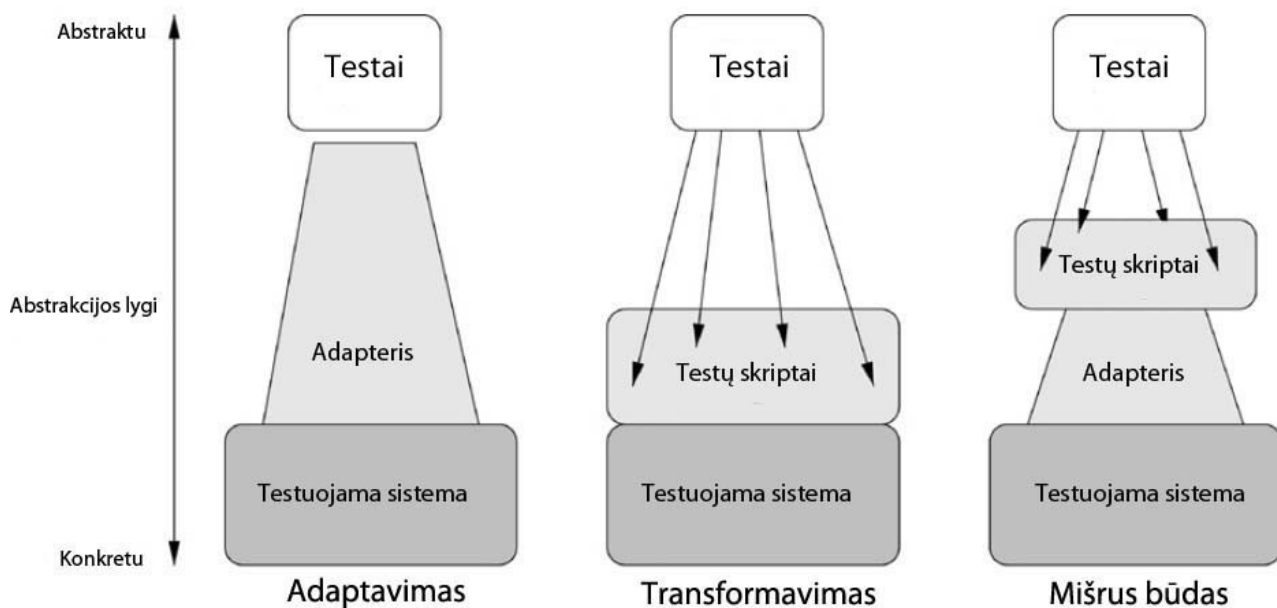 Abstraktu
Abstrakcijos lygi
Konkretu
Testai
Adapteris
Testuojama sistema
Adaptavimas
Testai
Testų skriptai
Testuojama sistema
Transformavimas
Testai
Testų skriptai
Adapteris
Testuojama sistema
Mišrus būdas